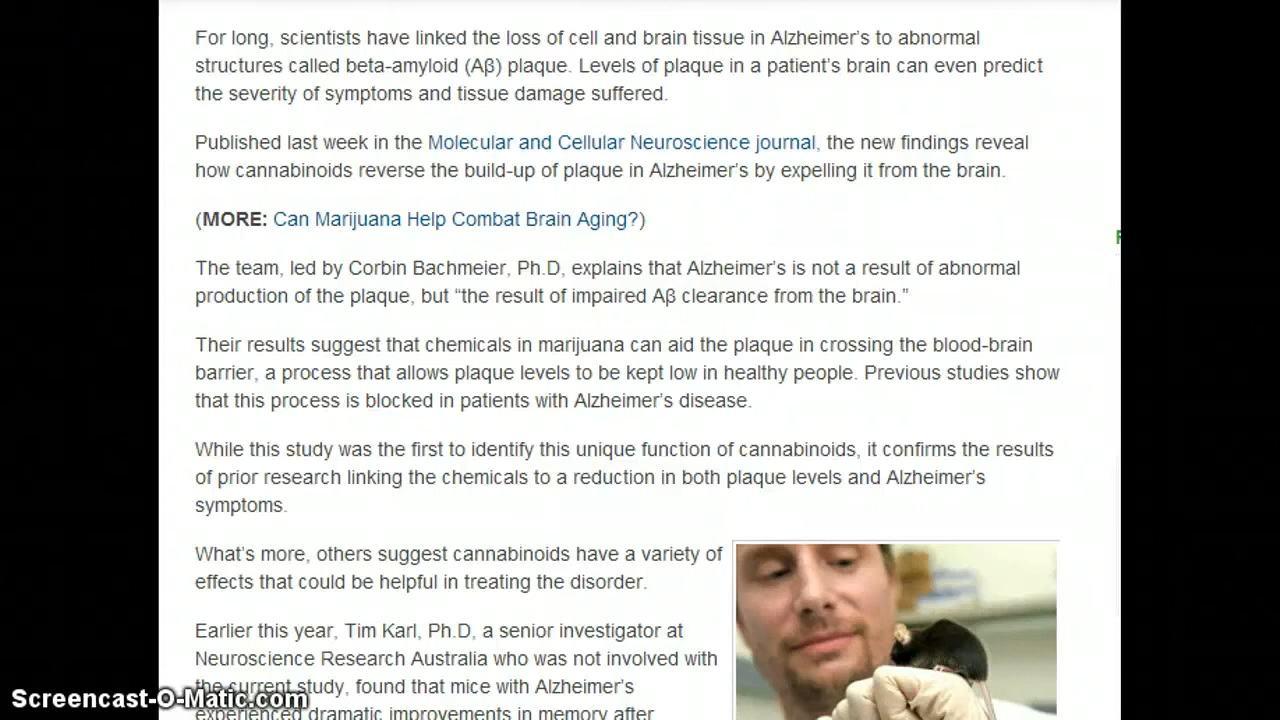 For long, scientists have linked the loss of cell and brain tissue in Alzheimer's to abnormal
structures called beta-amyloid (Aβ) plaque. Levels of plaque in a patient's brain can even predict
the severity of symptoms and tissue damage suffered.
Published last week in the Molecular and Cellular Neuroscience journal, the new findings reveal
how cannabinoids reverse the build-up of plaque in Alzheimer's by expelling it from the brain.
(MORE: Can Marijuana Help Combat Brain Aging?)
The team, led by Corbin Bachmeier, Ph.D, explains that Alzheimer's is not a result of abnormal
production of the plaque, but “the result of impaired Aβ clearance from the brain.”
Their results suggest that chemicals in marijuana can aid the plaque in crossing the blood-brain
barrier, a process that allows plaque levels to be kept low in healthy people. Previous studies show
that this process is blocked in patients with Alzheimer's disease.
While this study was the first to identify this unique function of cannabinoids, it confirms the results
of prior research linking the chemicals to a reduction in both plaque levels and Alzheimer's
symptoms.
What's more, others suggest cannabinoids have a variety of
effects that could be helpful in treating the disorder.
Earlier this year, Tim Karl, Ph.D, a senior investigator at
Neuroscience Research Australia who was not involved with
the current study, found that mice with Alzheimer's
experienced dramatic improvements in memory after
Screencast-O-Matic.com